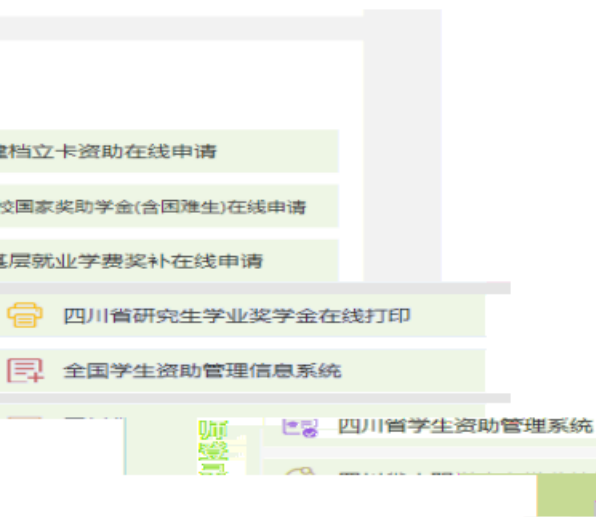 档立卡资助在线申请
校国家奖助学金(含困难生)在线申请
层就业学费奖补在线申请
四川省研究生学业奖学金在线打印
全国学生资助管理信息系统
师登录
四川省学生资助管理系统